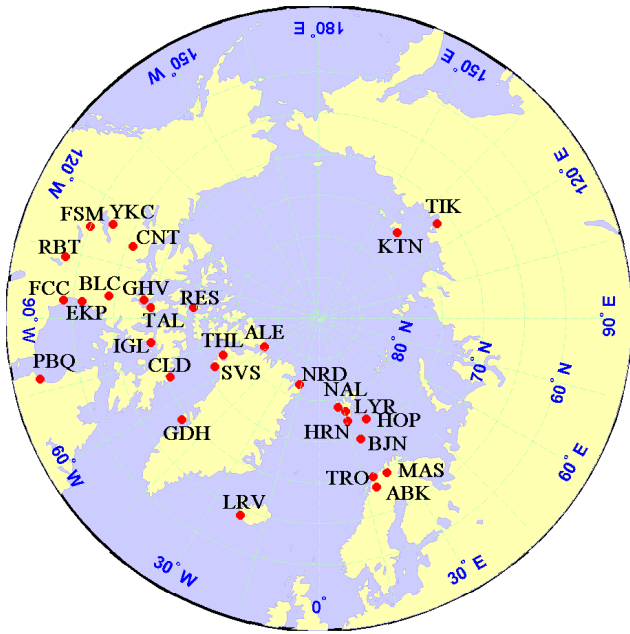 180° E
150° W
150° E
120° W
120° E
FSM YKC
TIK
RBT
CNT
KTN
FCC
BLC
GHV
RES
EKP
TAL
90° W
90° E
IGL
THL
ALE
80° N
70° N
60° N
PBQ
CLD
SVS
NRD
NAL
LYR
HOP
GDH
HRN
BJN
60° W
60° E
TRO
MAS
ABK
LRV
30° W
30° E
0°